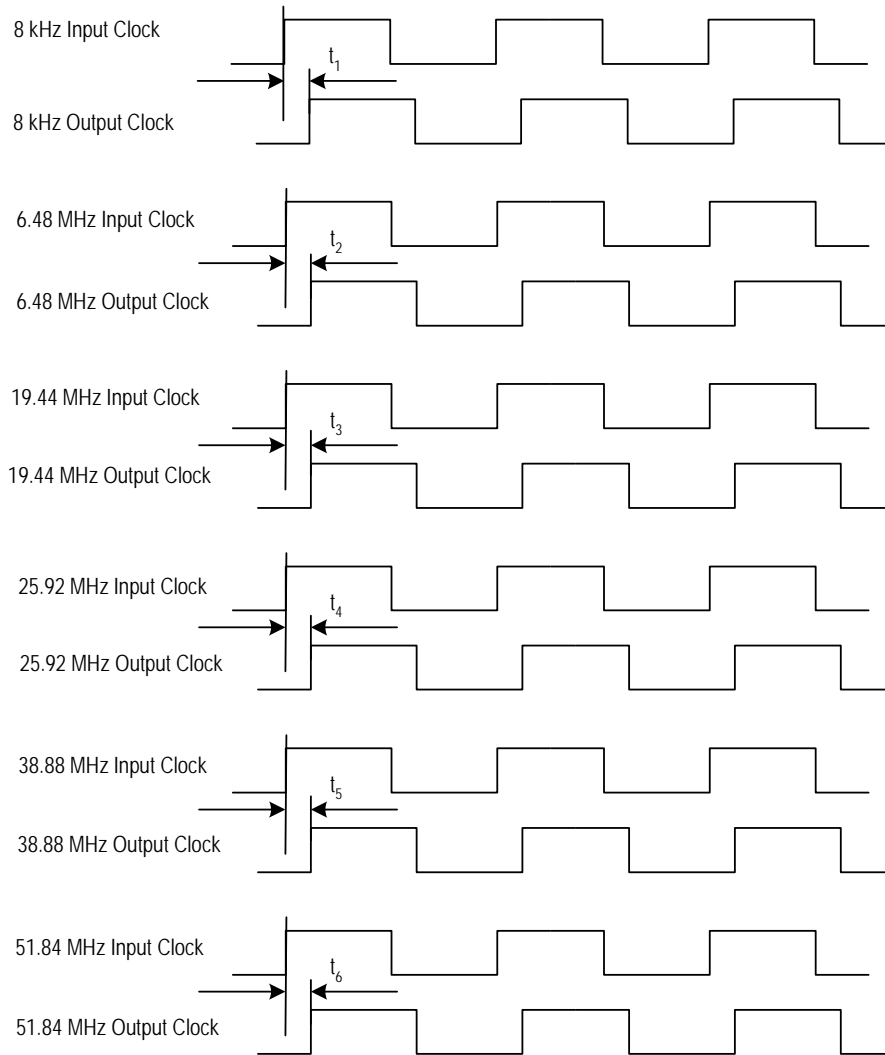 8 kHz Input Clock
t1
8 kHz Output Clock
6.48 MHz Input Clock
t2
6.48 MHz Output Clock
19.44 MHz Input Clock
t3
19.44 MHz Output Clock
25.92 MHz Input Clock
t4
25.92 MHz Output Clock
38.88 MHz Input Clock
t5
38.88 MHz Output Clock
51.84 MHz Input Clock
t6
51.84 MHz Output Clock